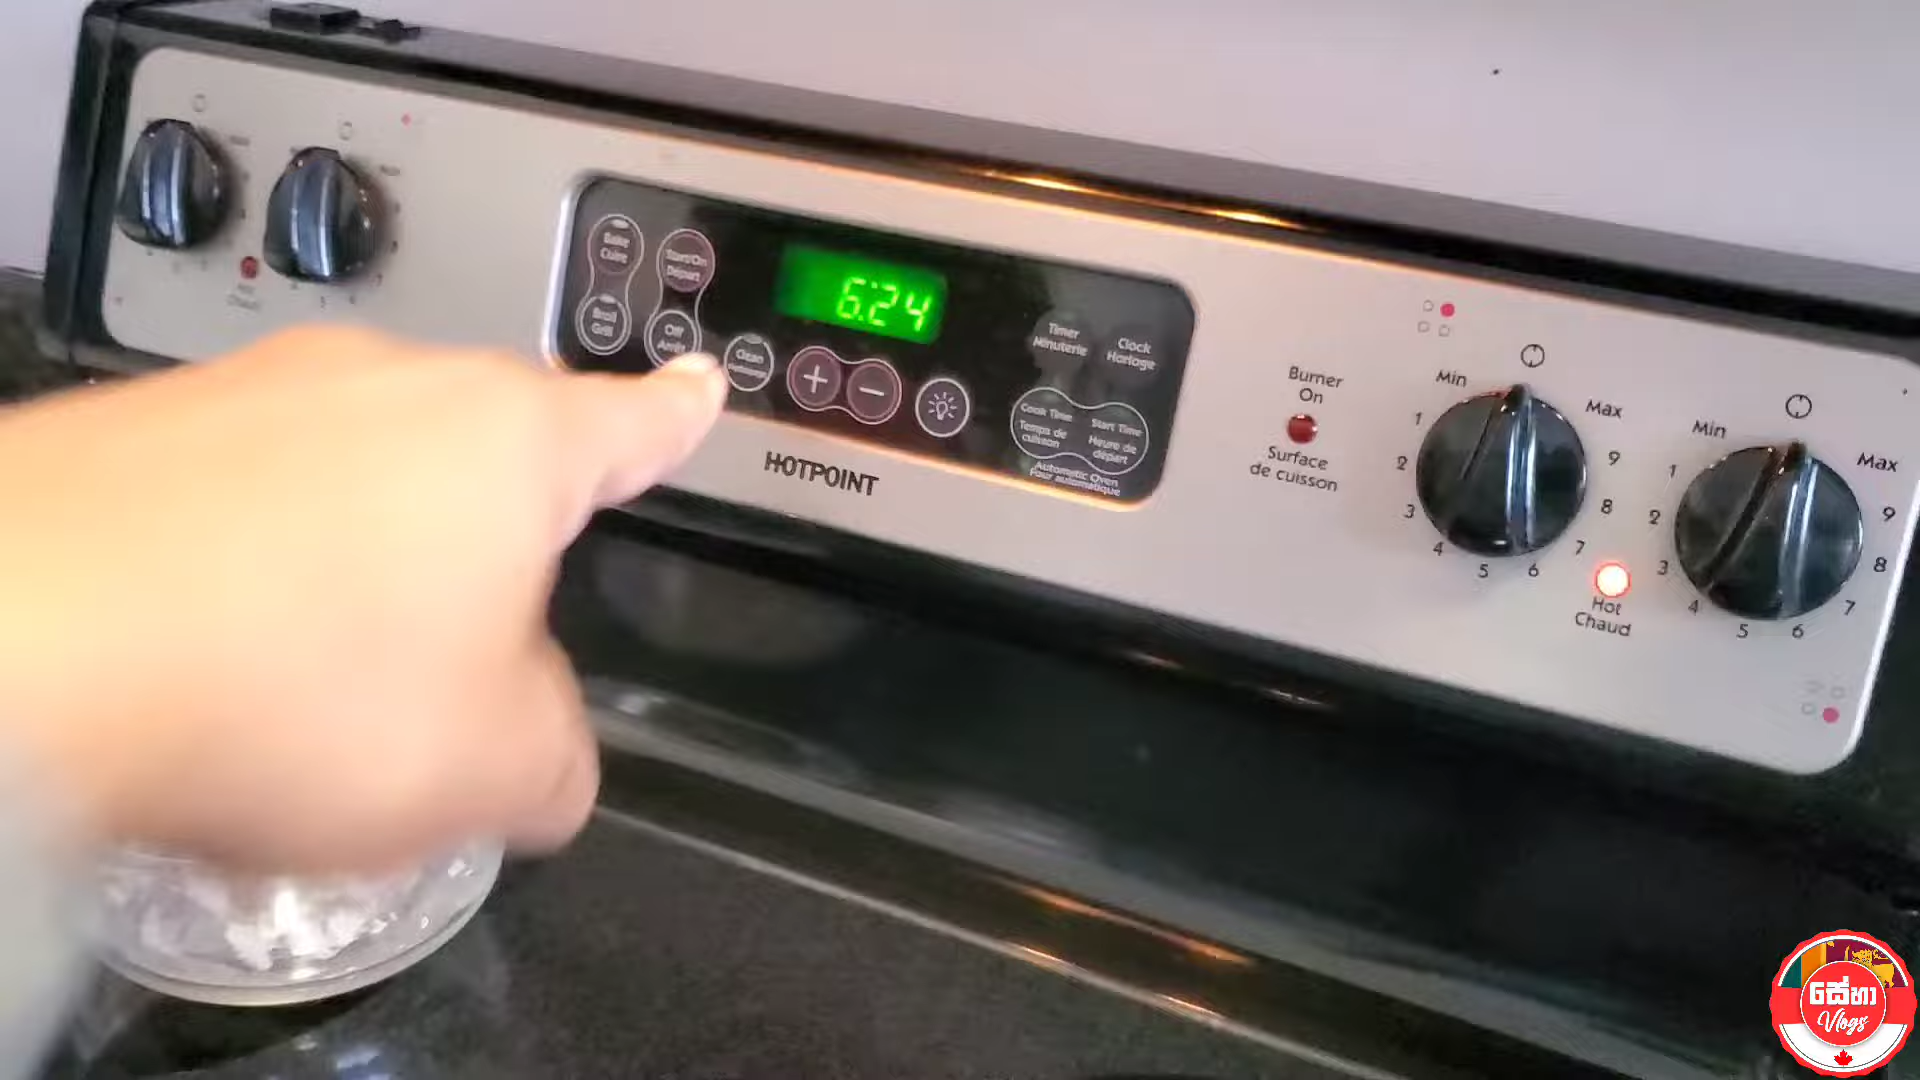 Bake
Cuire
Start/On
Départ
Broil
Gril
Off
Arrêt
Clean
6:24
+
−
Timer
Minuterie
Clock
Horloge
Cook Time
Temps de
cuisson
Start Time
Heure de
départ
Automatic Oven
Four automatique
HOTPOINT
Burner
On
Surface
de cuisson
Min
Max
1
2
3
4
5
6
7
8
9
Hot
Chaud
Min
Max
1
2
3
4
5
6
7
8
9
සේහා
Vlogs